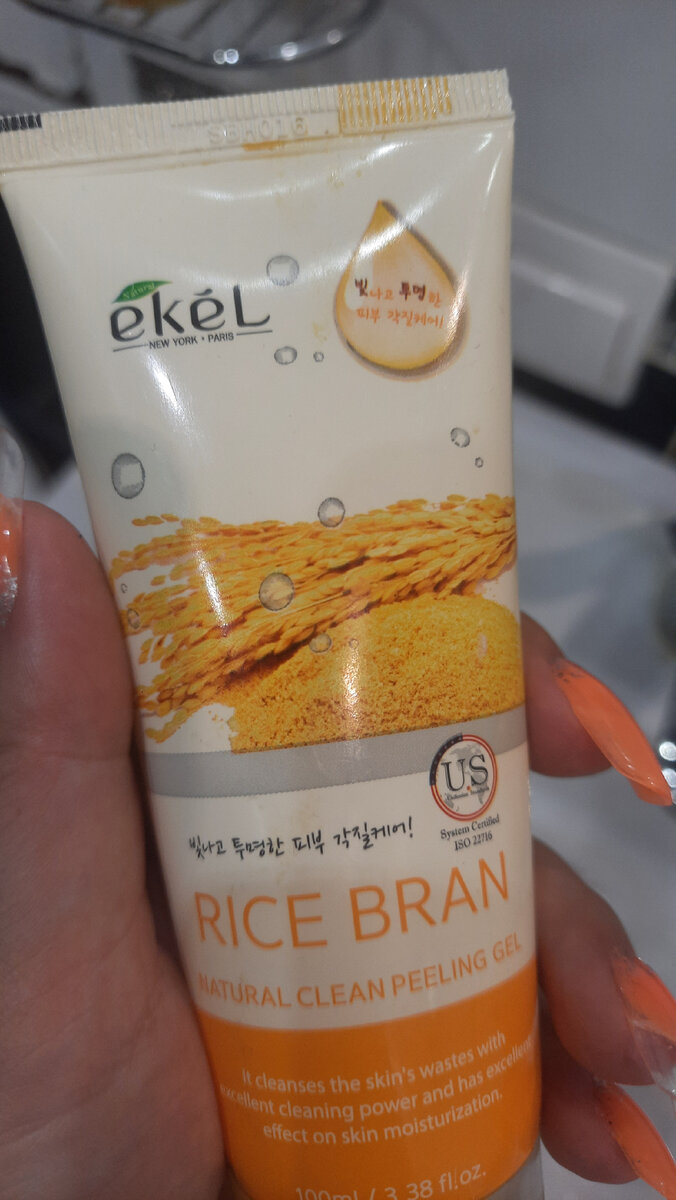 SBH016
Natural
ekēL
NEW YORK • PARIS
빛나고 투명한
피부 각질케어!
U.S
System Certified
ISO 22716
빛나고 투명한 피부 각질케어!
RICE BRAN
NATURAL CLEAN PEELING GEL
It cleanses the skin's wastes with
excellent cleaning power and has excellent
effect on skin moisturization.
100ml / 3.38 fl.oz.